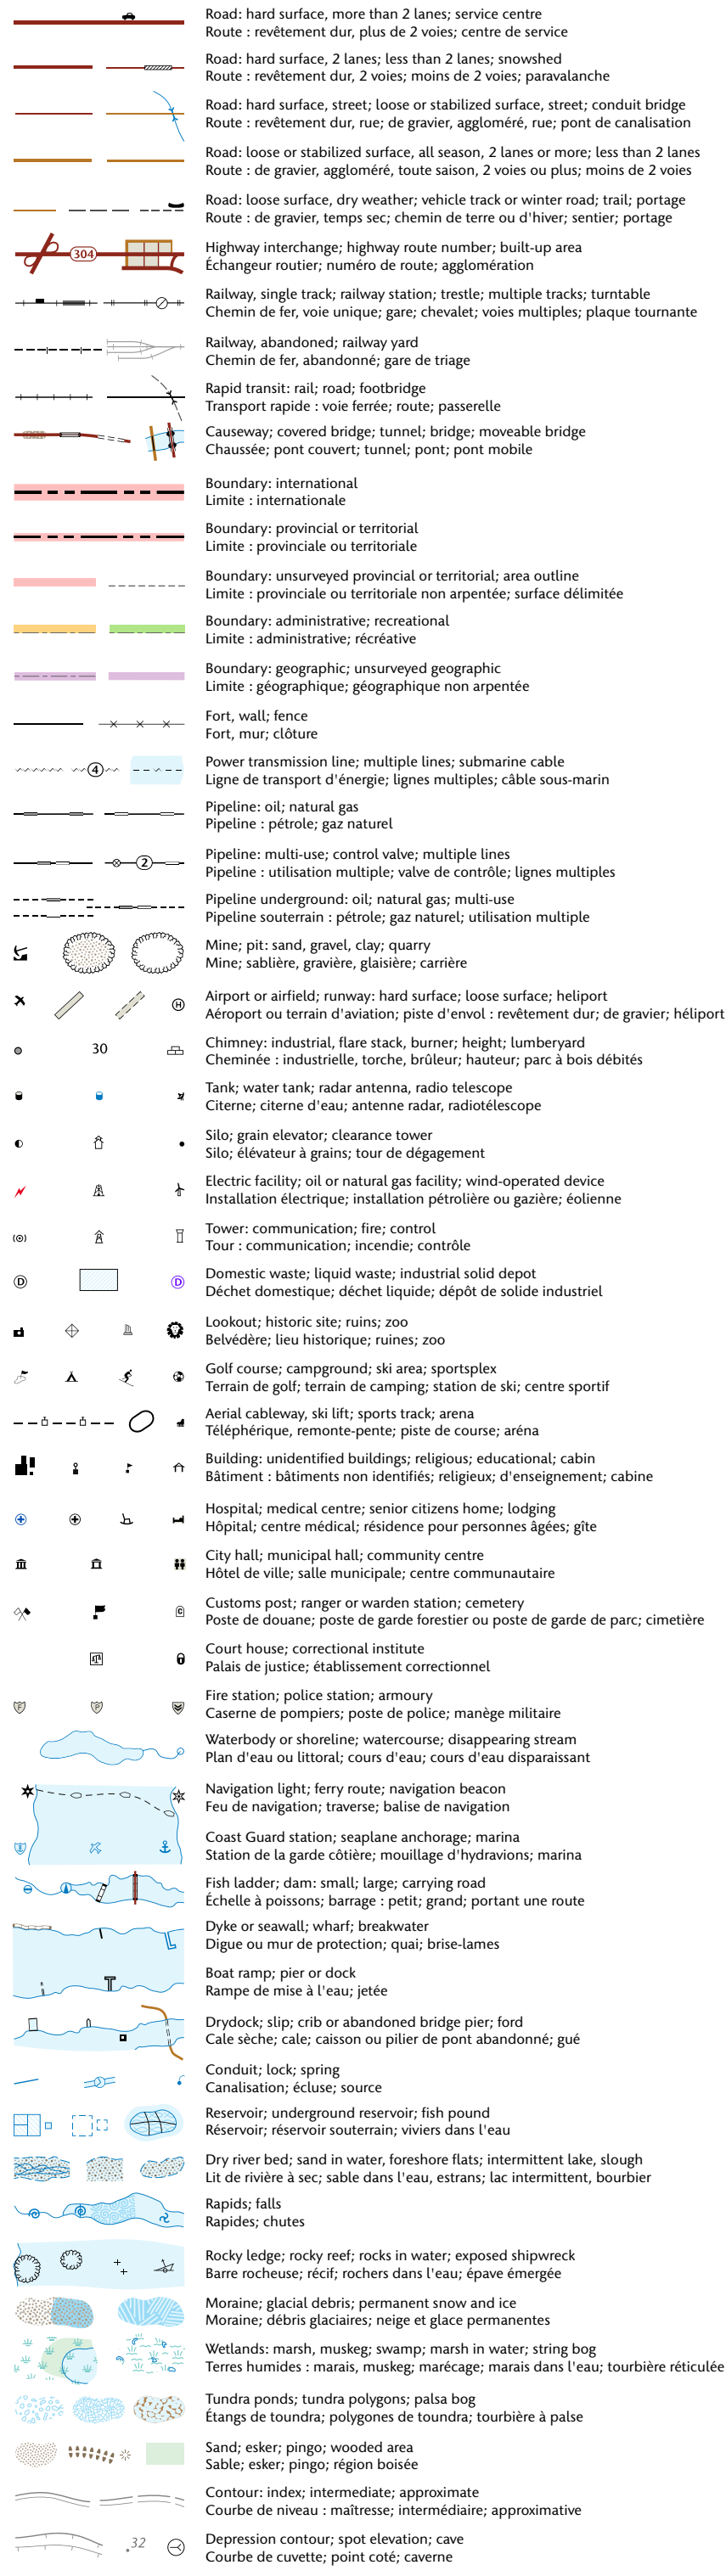 Road: hard surface, more than 2 lanes; service centre
Route : revêtement dur, plus de 2 voies; centre de service
Road: hard surface, 2 lanes; less than 2 lanes; snowshed
Route : revêtement dur, 2 voies; moins de 2 voies; paravalanche
Road: hard surface, street; loose or stabilized surface, street; conduit bridge
Route : revêtement dur, rue; de gravier, aggloméré, rue; pont de canalisation
Road: loose or stabilized surface, all season, 2 lanes or more; less than 2 lanes
Route : de gravier, aggloméré, toute saison, 2 voies ou plus; moins de 2 voies
Road: loose surface, dry weather; vehicle track or winter road; trail; portage
Route : de gravier, temps sec; chemin de terre ou d'hiver; sentier; portage
304
Highway interchange; highway route number; built-up area
Échangeur routier; numéro de route; agglomération
Railway, single track; railway station; trestle; multiple tracks; turntable
Chemin de fer, voie unique; gare; chevalet; voies multiples; plaque tournante
Railway, abandoned; railway yard
Chemin de fer, abandonné; gare de triage
Rapid transit: rail; road; footbridge
Transport rapide : voie ferrée; route; passerelle
Causeway; covered bridge; tunnel; bridge; moveable bridge
Chaussée; pont couvert; tunnel; pont; pont mobile
Boundary: international
Limite : internationale
Boundary: provincial or territorial
Limite : provinciale ou territoriale
Boundary: unsurveyed provincial or territorial; area outline
Limite : provinciale ou territoriale non arpentée; surface délimitée
Boundary: administrative; recreational
Limite : administrative; récréative
Boundary: geographic; unsurveyed geographic
Limite : géographique; géographique non arpentée
Fort, wall; fence
Fort, mur; clôture
4
Power transmission line; multiple lines; submarine cable
Ligne de transport d'énergie; lignes multiples; câble sous-marin
Pipeline: oil; natural gas
Pipeline : pétrole; gaz naturel
2
Pipeline: multi-use; control valve; multiple lines
Pipeline : utilisation multiple; valve de contrôle; lignes multiples
Pipeline underground: oil; natural gas; multi-use
Pipeline souterrain : pétrole; gaz naturel; utilisation multiple
Mine; pit: sand, gravel, clay; quarry
Mine; sablière, gravière, glaisière; carrière
H
Airport or airfield; runway: hard surface; loose surface; heliport
Aéroport ou terrain d'aviation; piste d'envol : revêtement dur; de gravier; héliport
30
Chimney: industrial, flare stack, burner; height; lumberyard
Cheminée : industrielle, torche, brûleur; hauteur; parc à bois débités
Tank; water tank; radar antenna, radio telescope
Citerne; citerne d'eau; antenne radar, radiotélescope
Silo; grain elevator; clearance tower
Silo; élévateur à grains; tour de dégagement
Electric facility; oil or natural gas facility; wind-operated device
Installation électrique; installation pétrolière ou gazière; éolienne
Tower: communication; fire; control
Tour : communication; incendie; contrôle
D D
Domestic waste; liquid waste; industrial solid depot
Déchet domestique; déchet liquide; dépôt de solide industriel
Lookout; historic site; ruins; zoo
Belvédère; lieu historique; ruines; zoo
Golf course; campground; ski area; sportsplex
Terrain de golf; terrain de camping; station de ski; centre sportif
Aerial cableway, ski lift; sports track; arena
Téléphérique, remonte-pente; piste de course; aréna
Building: unidentified buildings; religious; educational; cabin
Bâtiment : bâtiments non identifiés; religieux; d'enseignement; cabine
Hospital; medical centre; senior citizens home; lodging
Hôpital; centre médical; résidence pour personnes âgées; gîte
City hall; municipal hall; community centre
Hôtel de ville; salle municipale; centre communautaire
C
Customs post; ranger or warden station; cemetery
Poste de douane; poste de garde forestier ou poste de garde de parc; cimetière
Court house; correctional institute
Palais de justice; établissement correctionnel
F P
Fire station; police station; armoury
Caserne de pompiers; poste de police; manège militaire
Waterbody or shoreline; watercourse; disappearing stream
Plan d'eau ou littoral; cours d'eau; cours d'eau disparaissant
Navigation light; ferry route; navigation beacon
Feu de navigation; traverse; balise de navigation
Coast Guard station; seaplane anchorage; marina
Station de la garde côtière; mouillage d'hydravions; marina
Fish ladder; dam: small; large; carrying road
Échelle à poissons; barrage : petit; grand; portant une route
Dyke or seawall; wharf; breakwater
Digue ou mur de protection; quai; brise-lames
Boat ramp; pier or dock
Rampe de mise à l'eau; jetée
Drydock; slip; crib or abandoned bridge pier; ford
Cale sèche; cale; caisson ou pilier de pont abandonné; gué
Conduit; lock; spring
Canalisation; écluse; source
Reservoir; underground reservoir; fish pound
Réservoir; réservoir souterrain; viviers dans l'eau
Dry river bed; sand in water, foreshore flats; intermittent lake, slough
Lit de rivière à sec; sable dans l'eau, estrans; lac intermittent, bourbier
Rapids; falls
Rapides; chutes
Rocky ledge; rocky reef; rocks in water; exposed shipwreck
Barre rocheuse; récif; rochers dans l'eau; épave émergée
Moraine; glacial debris; permanent snow and ice
Moraine; débris glaciaires; neige et glace permanentes
Wetlands: marsh, muskeg; swamp; marsh in water; string bog
Terres humides : marais, muskeg; marécage; marais dans l'eau; tourbière réticulée
Tundra ponds; tundra polygons; palsa bog
Étangs de toundra; polygones de toundra; tourbière à palse
Sand; esker; pingo; wooded area
Sable; esker; pingo; région boisée
Contour: index; intermediate; approximate
Courbe de niveau : maîtresse; intermédiaire; approximative
.32
Depression contour; spot elevation; cave
Courbe de cuvette; point coté; caverne